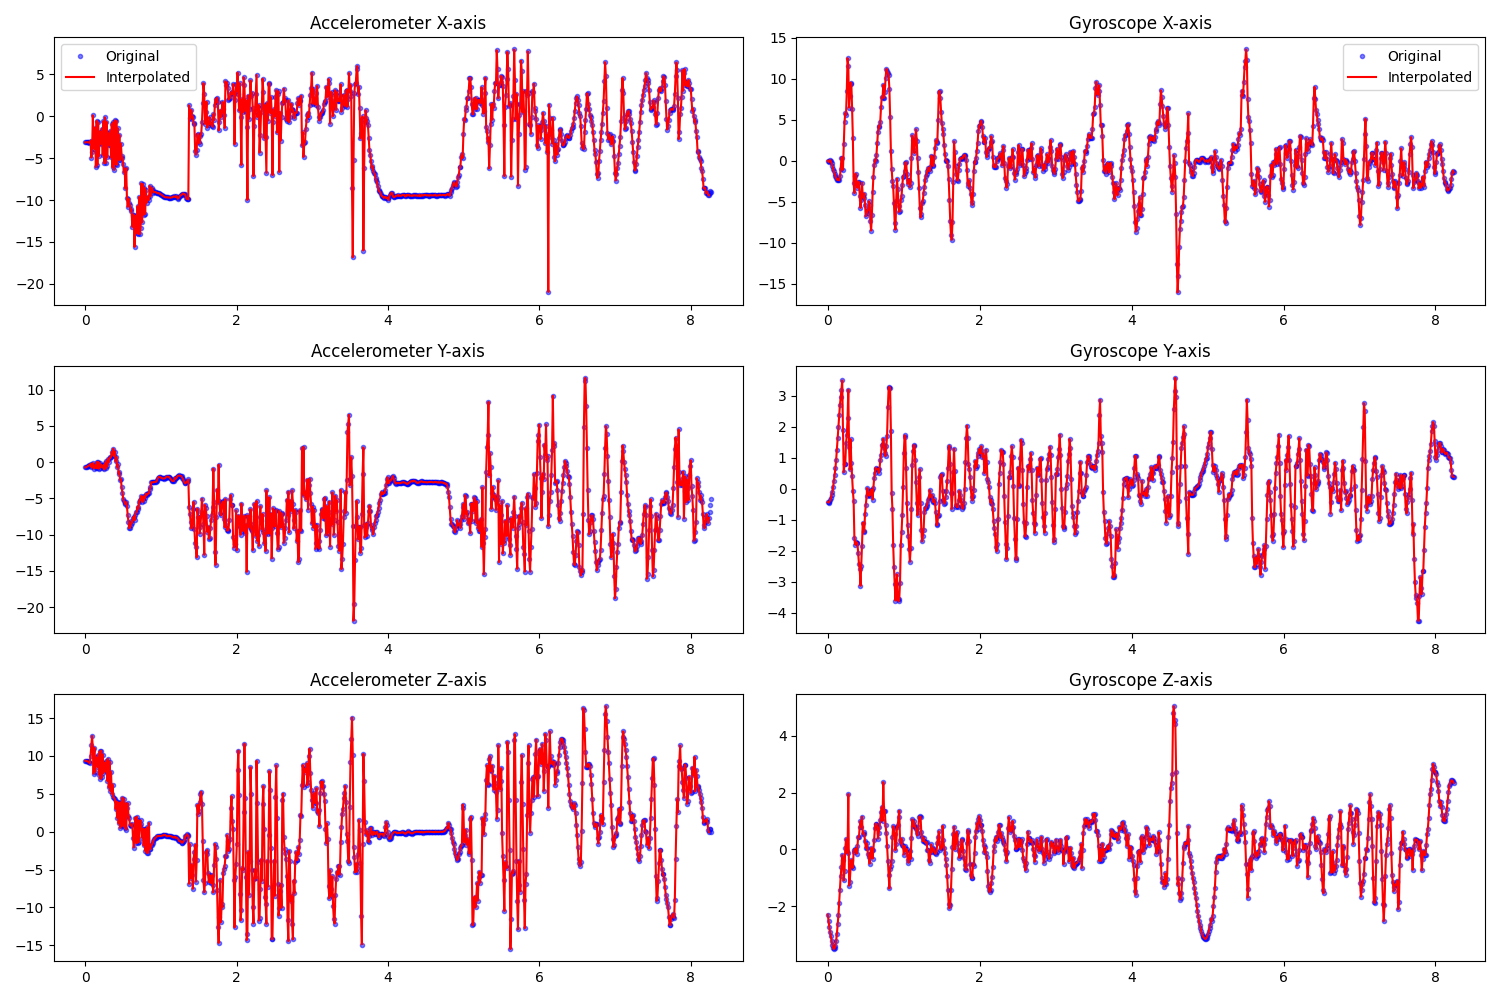 Accelerometer X-axis
Original
Interpolated
5
0
−5
−10
−15
−20
0 2 4 6 8
Gyroscope X-axis
Original
Interpolated
15
10
5
0
−5
−10
−15
0 2 4 6 8
Accelerometer Y-axis
10
5
0
−5
−10
−15
−20
0 2 4 6 8
Gyroscope Y-axis
3
2
1
0
−1
−2
−3
−4
0 2 4 6 8
Accelerometer Z-axis
15
10
5
0
−5
−10
−15
0 2 4 6 8
Gyroscope Z-axis
4
2
0
−2
0 2 4 6 8